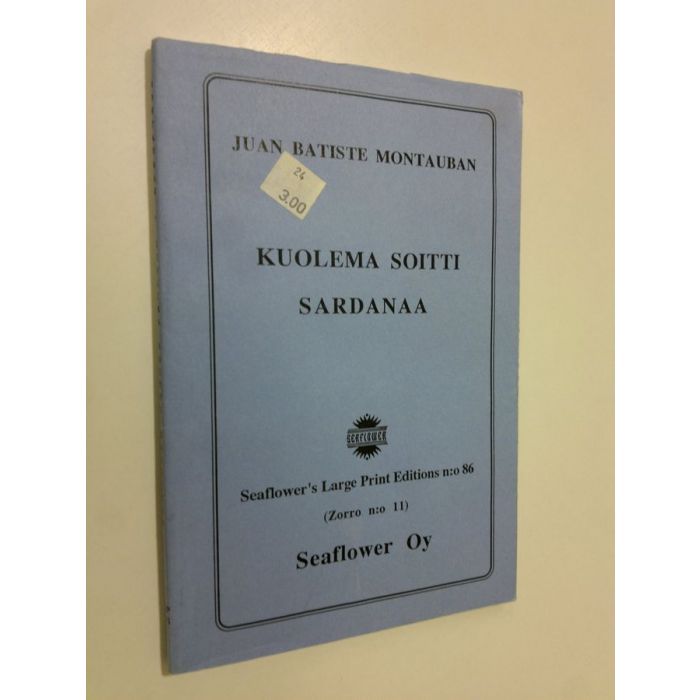 JUAN BATISTE MONTAUBAN
24
3.00
KUOLEMA SOITTI
SARDANAA
SEAFLOWER
Seaflower's Large Print Editions n:o 86
(Zorro n:o 11)
Seaflower Oy